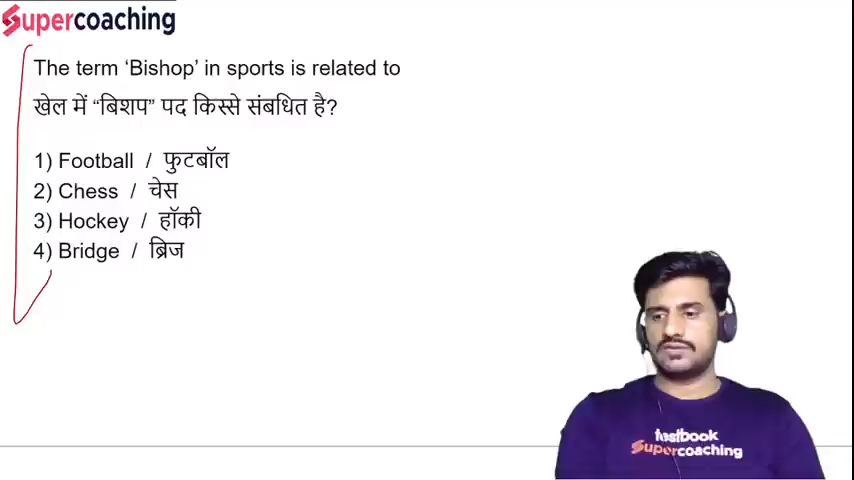 Supercoaching
The term ‘Bishop’ in sports is related to
खेल में “बिशप” पद किस्से संबधित है?
1) Football / फुटबॉल
2) Chess / चेस
3) Hockey / हॉकी
4) Bridge / ब्रिज
testbook
Supercoaching